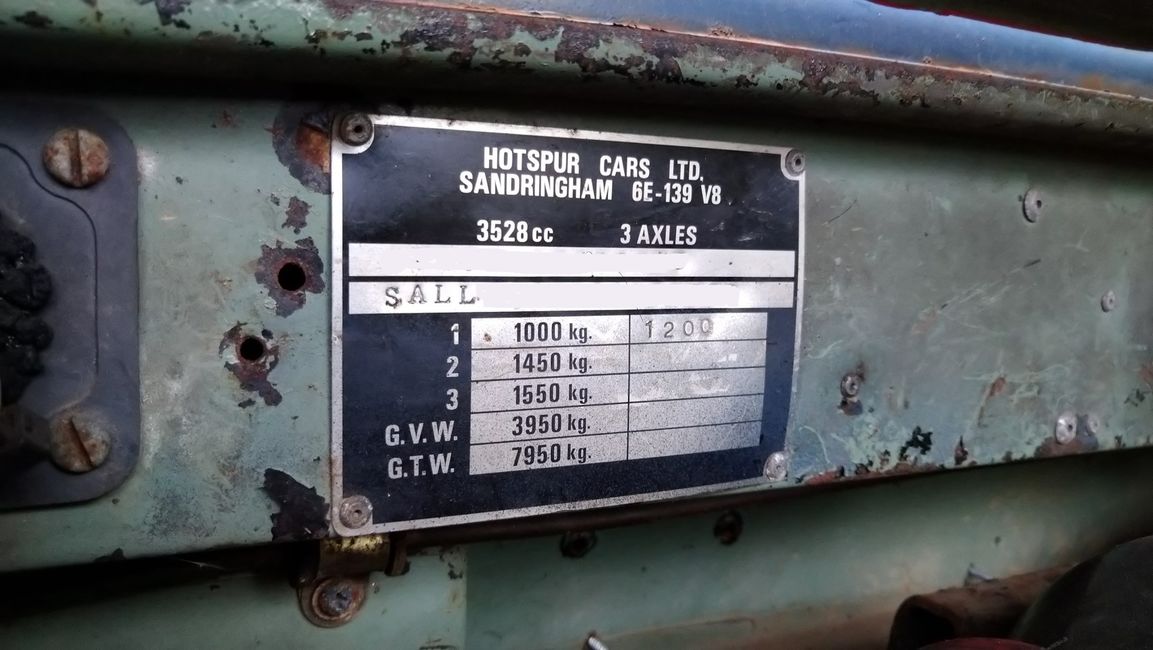 HOTSPUR CARS LTD.
SANDRINGHAM 6E-139 V8
3528 cc 3 AXLES
SALL
1 1000 kg. 1200
2 1450 kg.
3 1550 kg.
G.V.W. 3950 kg.
G.T.W. 7950 kg.